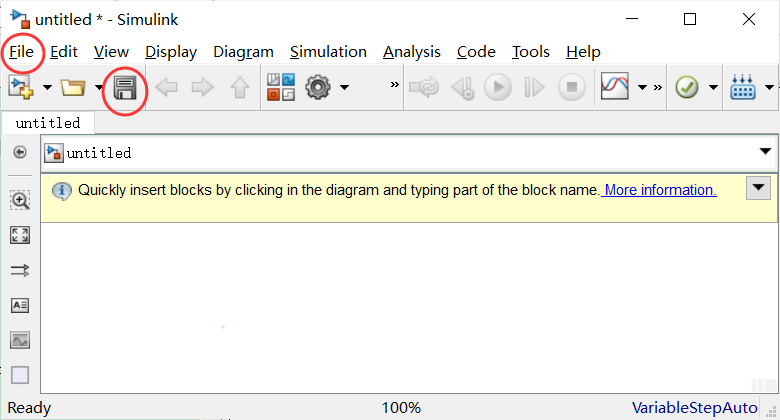 untitled * - Simulink
File Edit View Display Diagram Simulation Analysis Code Tools Help
» »
untitled
untitled
Quickly insert blocks by clicking in the diagram and typing part of the block name. More information.
A
Ready 100% VariableStepAuto